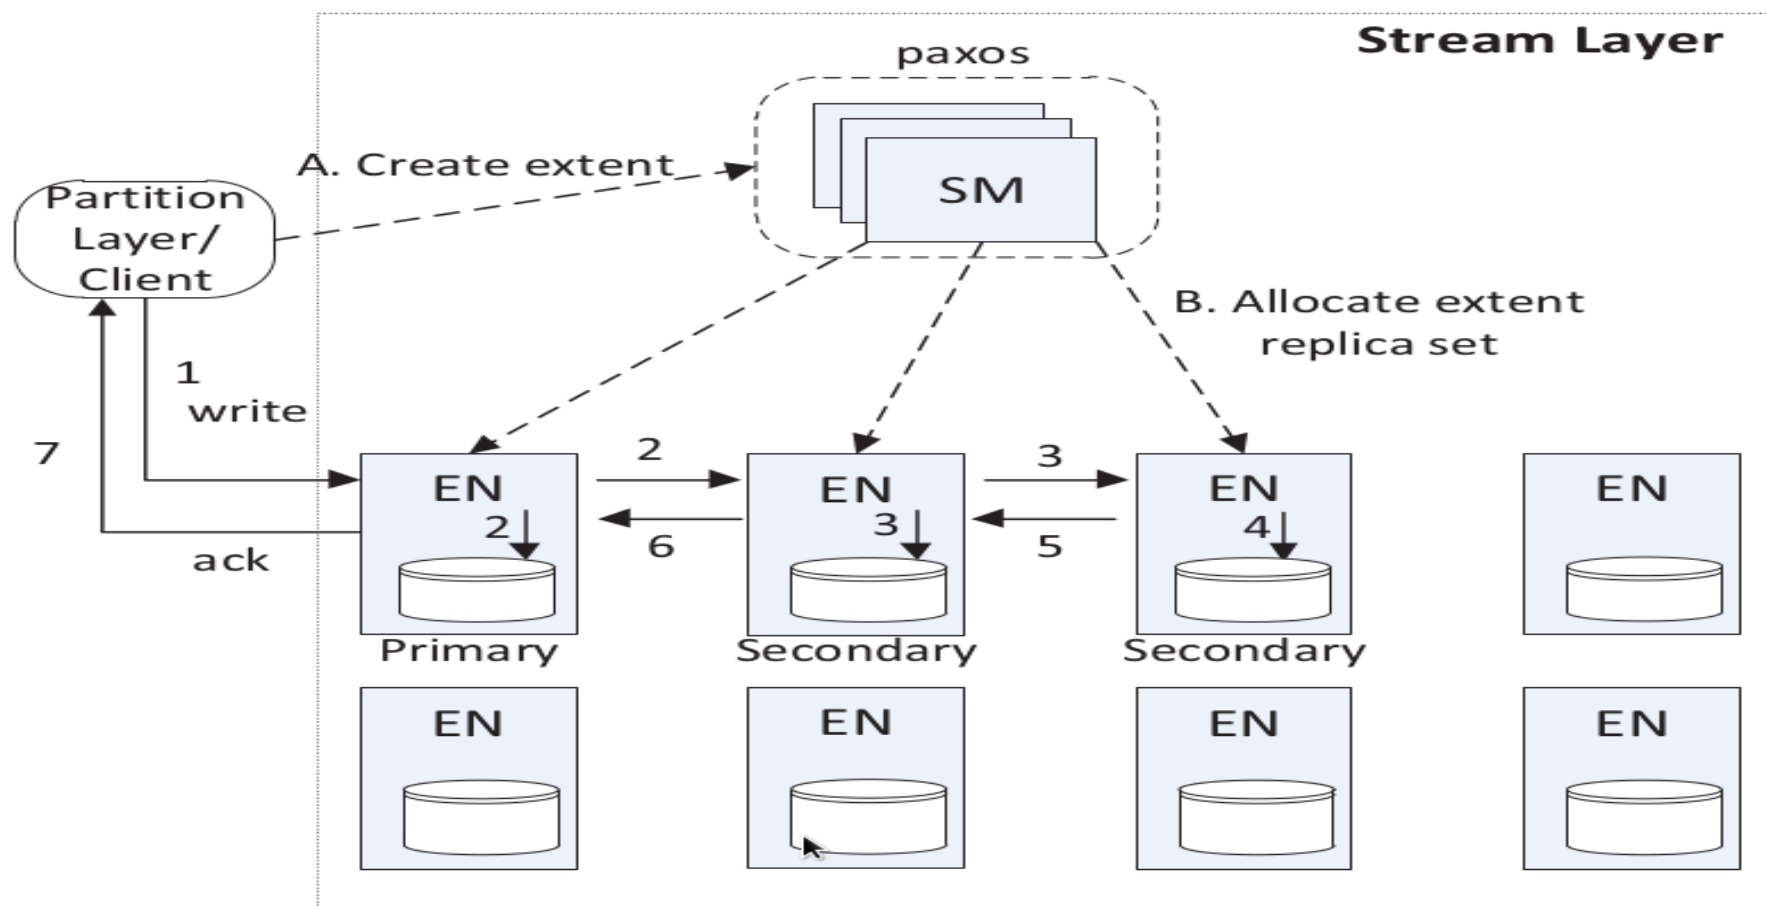 Stream Layer
paxos
A. Create extent
SM
Partition
Layer/
Client
B. Allocate extent
replica set
1
write
7
2
3
EN
EN
EN
EN
2
3
4
6
5
ack
Primary
Secondary
Secondary
EN
EN
EN
EN